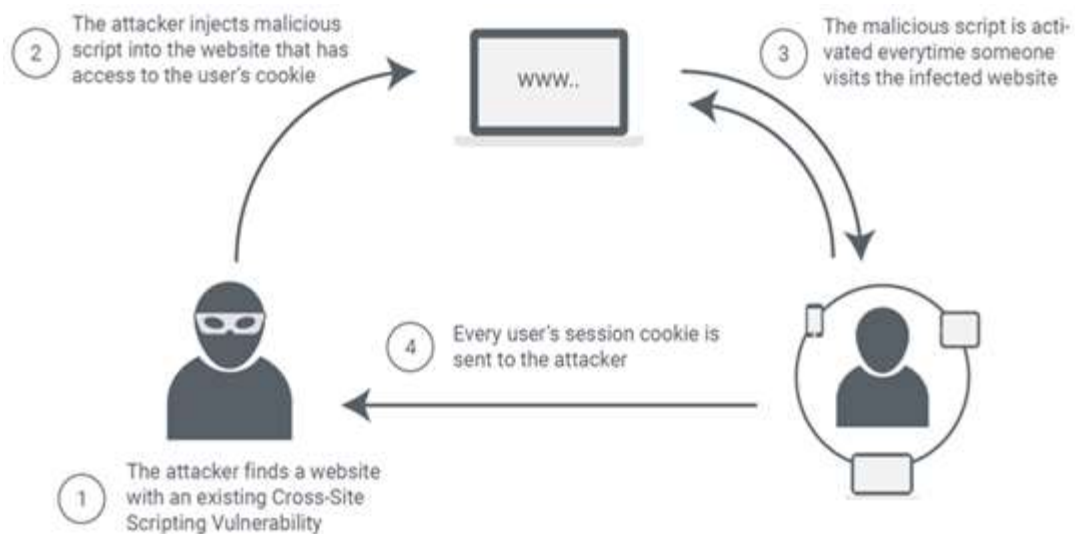 2
The attacker injects malicious
script into the website that has
access to the user's cookie
www..
3
The malicious script is acti-
vated everytime someone
visits the infected website
4
Every user's session cookie is
sent to the attacker
1
The attacker finds a website
with an existing Cross-Site
Scripting Vulnerability